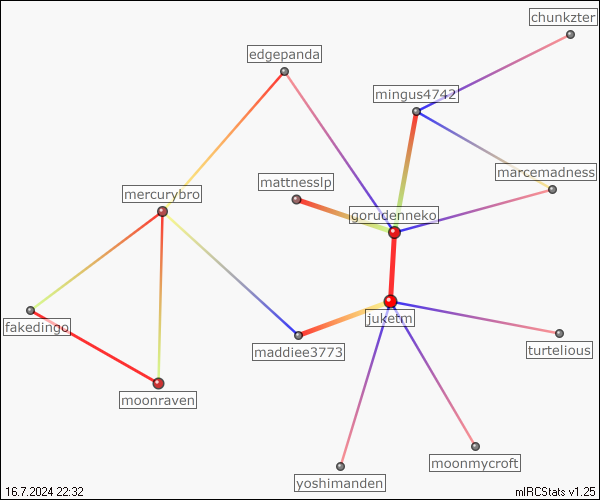 chunkzter
edgepanda
mingus4742
marcemadness
mattnesslp
mercurybro
gorudenneko
juketm
fakedingo
maddiee3773
turtelious
moonraven
moonmycroft
yoshimanden
16.7.2024 22:32
mIRCStats v1.25